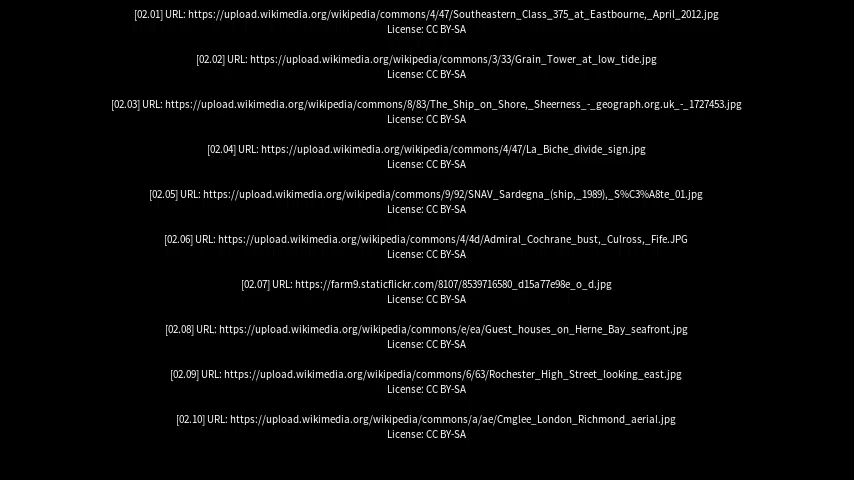 [02.01] URL: https://upload.wikimedia.org/wikipedia/commons/4/47/Southeastern_Class_375_at_Eastbourne,_April_2012.jpg
License: CC BY-SA
[02.02] URL: https://upload.wikimedia.org/wikipedia/commons/3/33/Grain_Tower_at_low_tide.jpg
License: CC BY-SA
[02.03] URL: https://upload.wikimedia.org/wikipedia/commons/8/83/The_Ship_on_Shore,_Sheerness_-_geograph.org.uk_-_1727453.jpg
License: CC BY-SA
[02.04] URL: https://upload.wikimedia.org/wikipedia/commons/4/47/La_Biche_divide_sign.jpg
License: CC BY-SA
[02.05] URL: https://upload.wikimedia.org/wikipedia/commons/9/92/SNAV_Sardegna_(ship,_1989),_S%C3%A8te_01.jpg
License: CC BY-SA
[02.06] URL: https://upload.wikimedia.org/wikipedia/commons/4/4d/Admiral_Cochrane_bust,_Culross,_Fife.JPG
License: CC BY-SA
[02.07] URL: https://farm9.staticflickr.com/8107/8539716580_d15a77e98e_o_d.jpg
License: CC BY-SA
[02.08] URL: https://upload.wikimedia.org/wikipedia/commons/e/ea/Guest_houses_on_Herne_Bay_seafront.jpg
License: CC BY-SA
[02.09] URL: https://upload.wikimedia.org/wikipedia/commons/6/63/Rochester_High_Street_looking_east.jpg
License: CC BY-SA
[02.10] URL: https://upload.wikimedia.org/wikipedia/commons/a/ae/Cmglee_London_Richmond_aerial.jpg
License: CC BY-SA